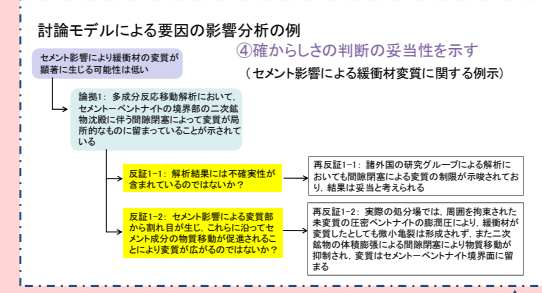 討論モデルによる要因の影響分析の例
④確からしさの判断の妥当性を示す
（セメント影響による緩衝材変質に関する例示）
セメント影響により緩衝材の変質が
顕著に生じる可能性は低い
論拠1： 多成分反応移動解析において，
セメントーベントナイトの境界部の二次鉱
物沈殿に伴う間隙閉塞によって変質が局
所的なものに留まっていることが示されて
いる
反証1-1： 解析結果には不確実性が
含まれているのではないか？
再反証1-1： 諸外国の研究グループによる解析に
おいても間隙閉塞による変質の制限が示唆されてお
り，結果は妥当と考えられる
反証1-2： セメント影響による変質部
から割れ目が生じ，これらに沿ってセ
メント成分の物質移動が促進されるこ
とにより変質が広がるのではないか？
再反証1-2： 実際の処分場では，周囲を拘束された
未変質の圧密ベントナイトの膨潤圧により，緩衝材が
変質したとしても微小亀裂は形成されず，また二次
鉱物の体積膨張による間隙閉塞により物質移動が
抑制され，変質はセメントーベントナイト境界面に留
まる